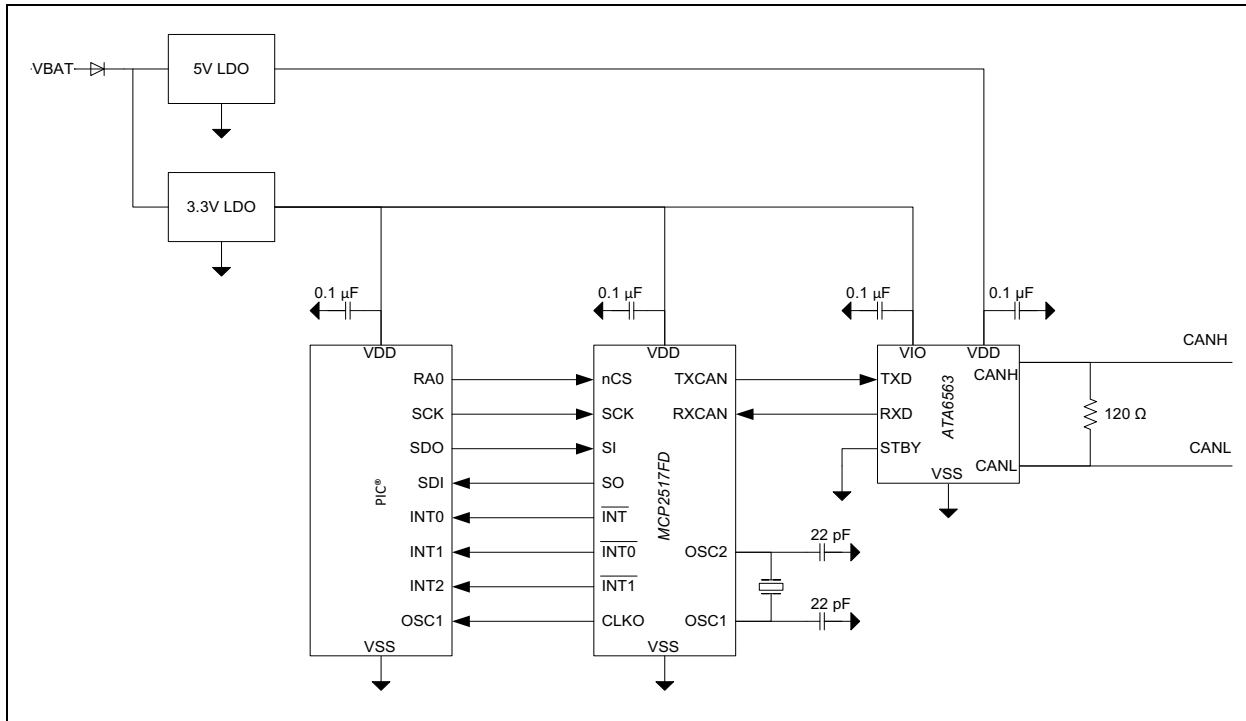 VBAT
5V LDO
3.3V LDO
0.1 µF
0.1 µF
0.1 µF
0.1 µF
VDD
RA0
SCK
SDO
SDI
INT0
INT1
INT2
OSC1
VSS
PIC®
VDD
nCS
SCK
SI
SO
INT
INT0
INT1
CLKO
VSS
MCP2517FD
TXCAN
RXCAN
OSC2
OSC1
22 pF
22 pF
VIO
VDD
TXD
RXD
STBY
VSS
ATA6563
CANH
CANL
CANH
120 Ω
CANL